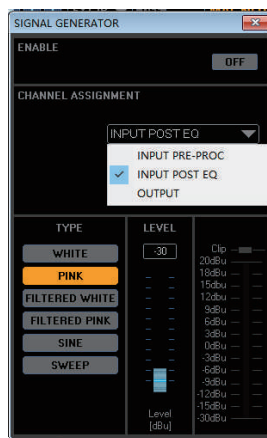 SIGNAL GENERATOR
ENABLE
OFF
CHANNEL ASSIGNMENT
INPUT POST EQ
INPUT PRE-PROC
INPUT POST EQ
OUTPUT
TYPE
LEVEL
WHITE
-30
Clip
20dBu
PINK
18dBu
15dbu
FILTERED WHITE
12dbu
9dBu
FILTERED PINK
6dBu
3dBu
SINE
0dBu
-3dBu
SWEEP
-6dBu
-9dBu
-12dBu
Level
-15dBu
[dBu]
-30dBu